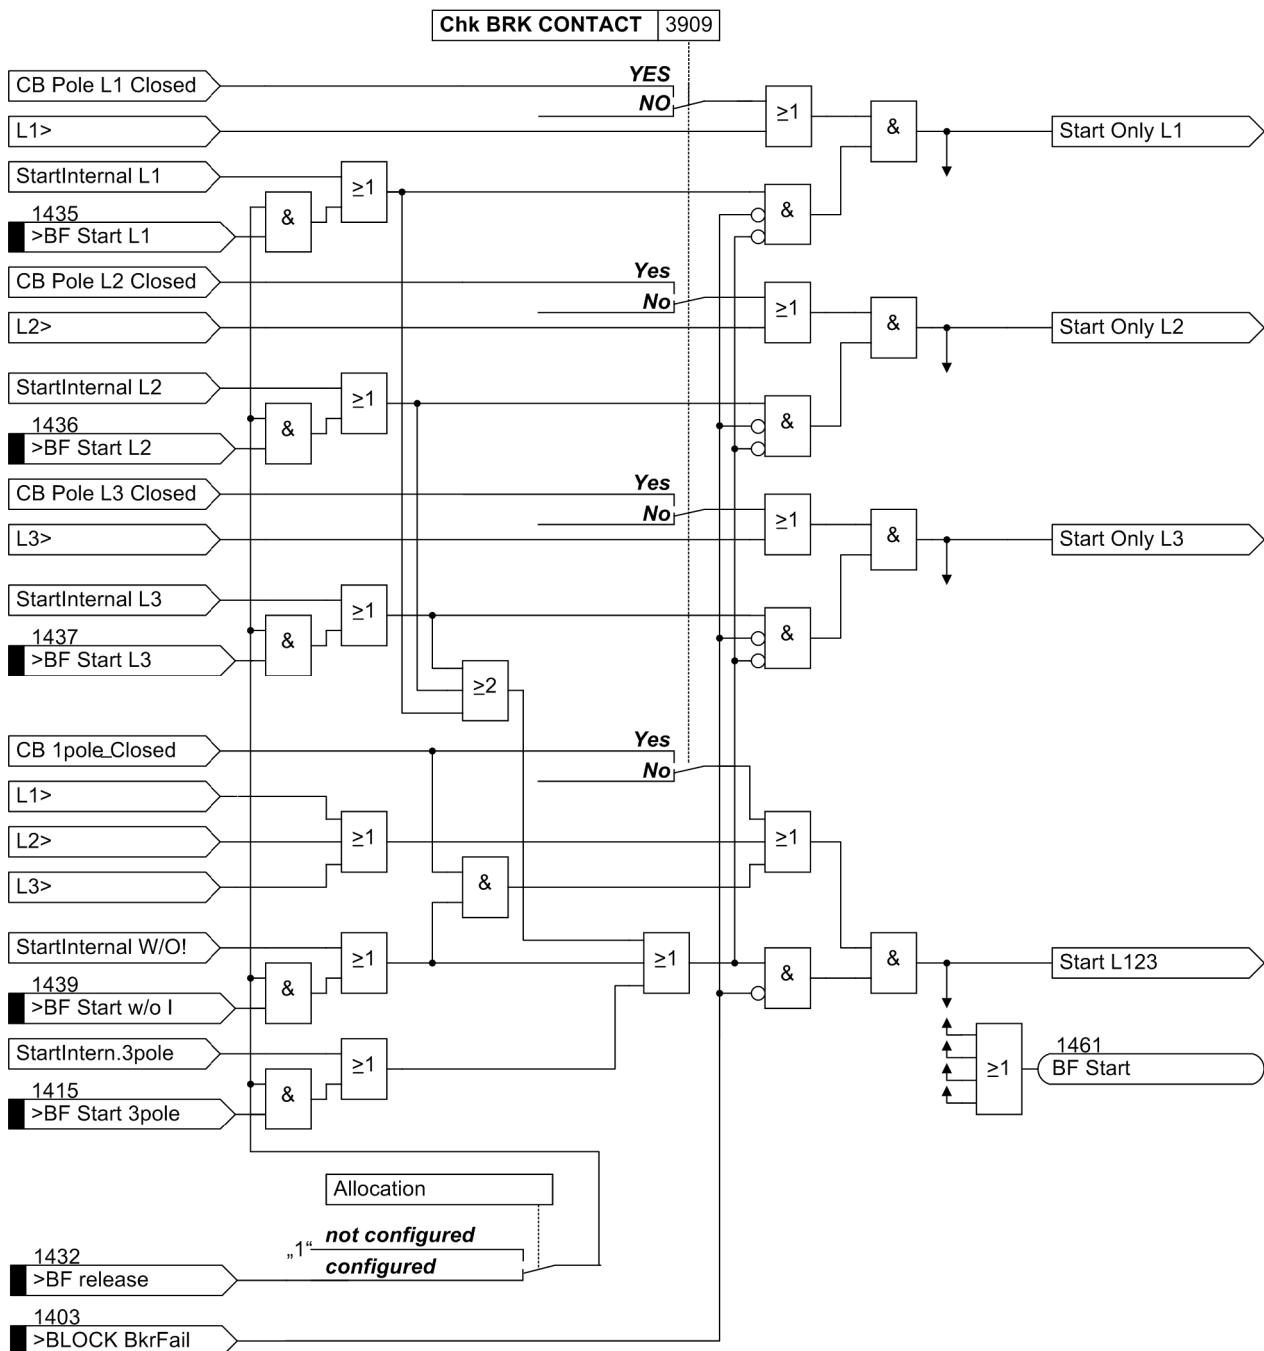 Chk BRK CONTACT 3909
CB Pole L1 Closed
YES
NO
L1>
≥1
&
Start Only L1
StartInternal L1
≥1
&
1435
>BF Start L1
&
CB Pole L2 Closed
Yes
No
L2>
≥1
&
Start Only L2
StartInternal L2
≥1
&
1436
>BF Start L2
&
CB Pole L3 Closed
Yes
No
L3>
≥1
&
Start Only L3
StartInternal L3
≥1
&
1437
>BF Start L3
&
≥2
CB 1pole_Closed
Yes
No
L1>
L2>
≥1
≥1
L3>
&
StartInternal W/O!
≥1
≥1
&
&
Start L123
1439
>BF Start w/o I
&
StartIntern.3pole
≥1
1415
>BF Start 3pole
&
≥1
1461
BF Start
Allocation
„1“ not configured
configured
1432
>BF release
1403
>BLOCK BkrFail